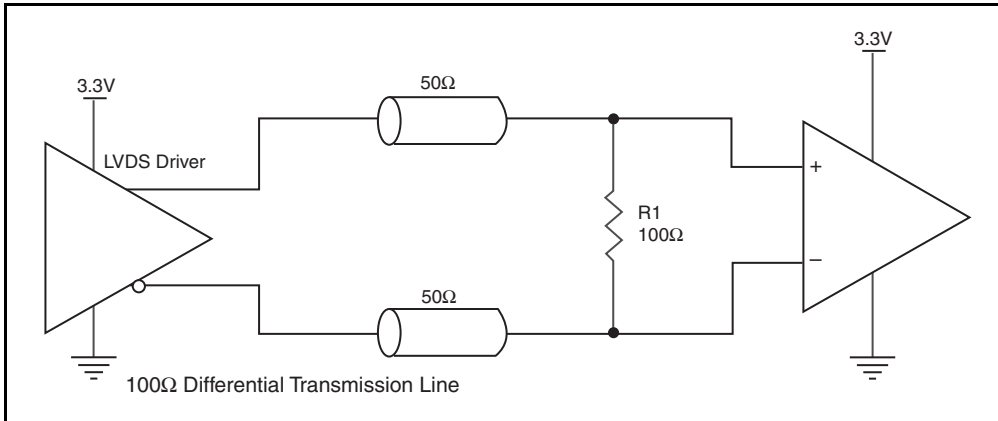 3.3V
3.3V
50Ω
LVDS Driver
+
R1
100Ω
–
50Ω
100Ω Differential Transmission Line